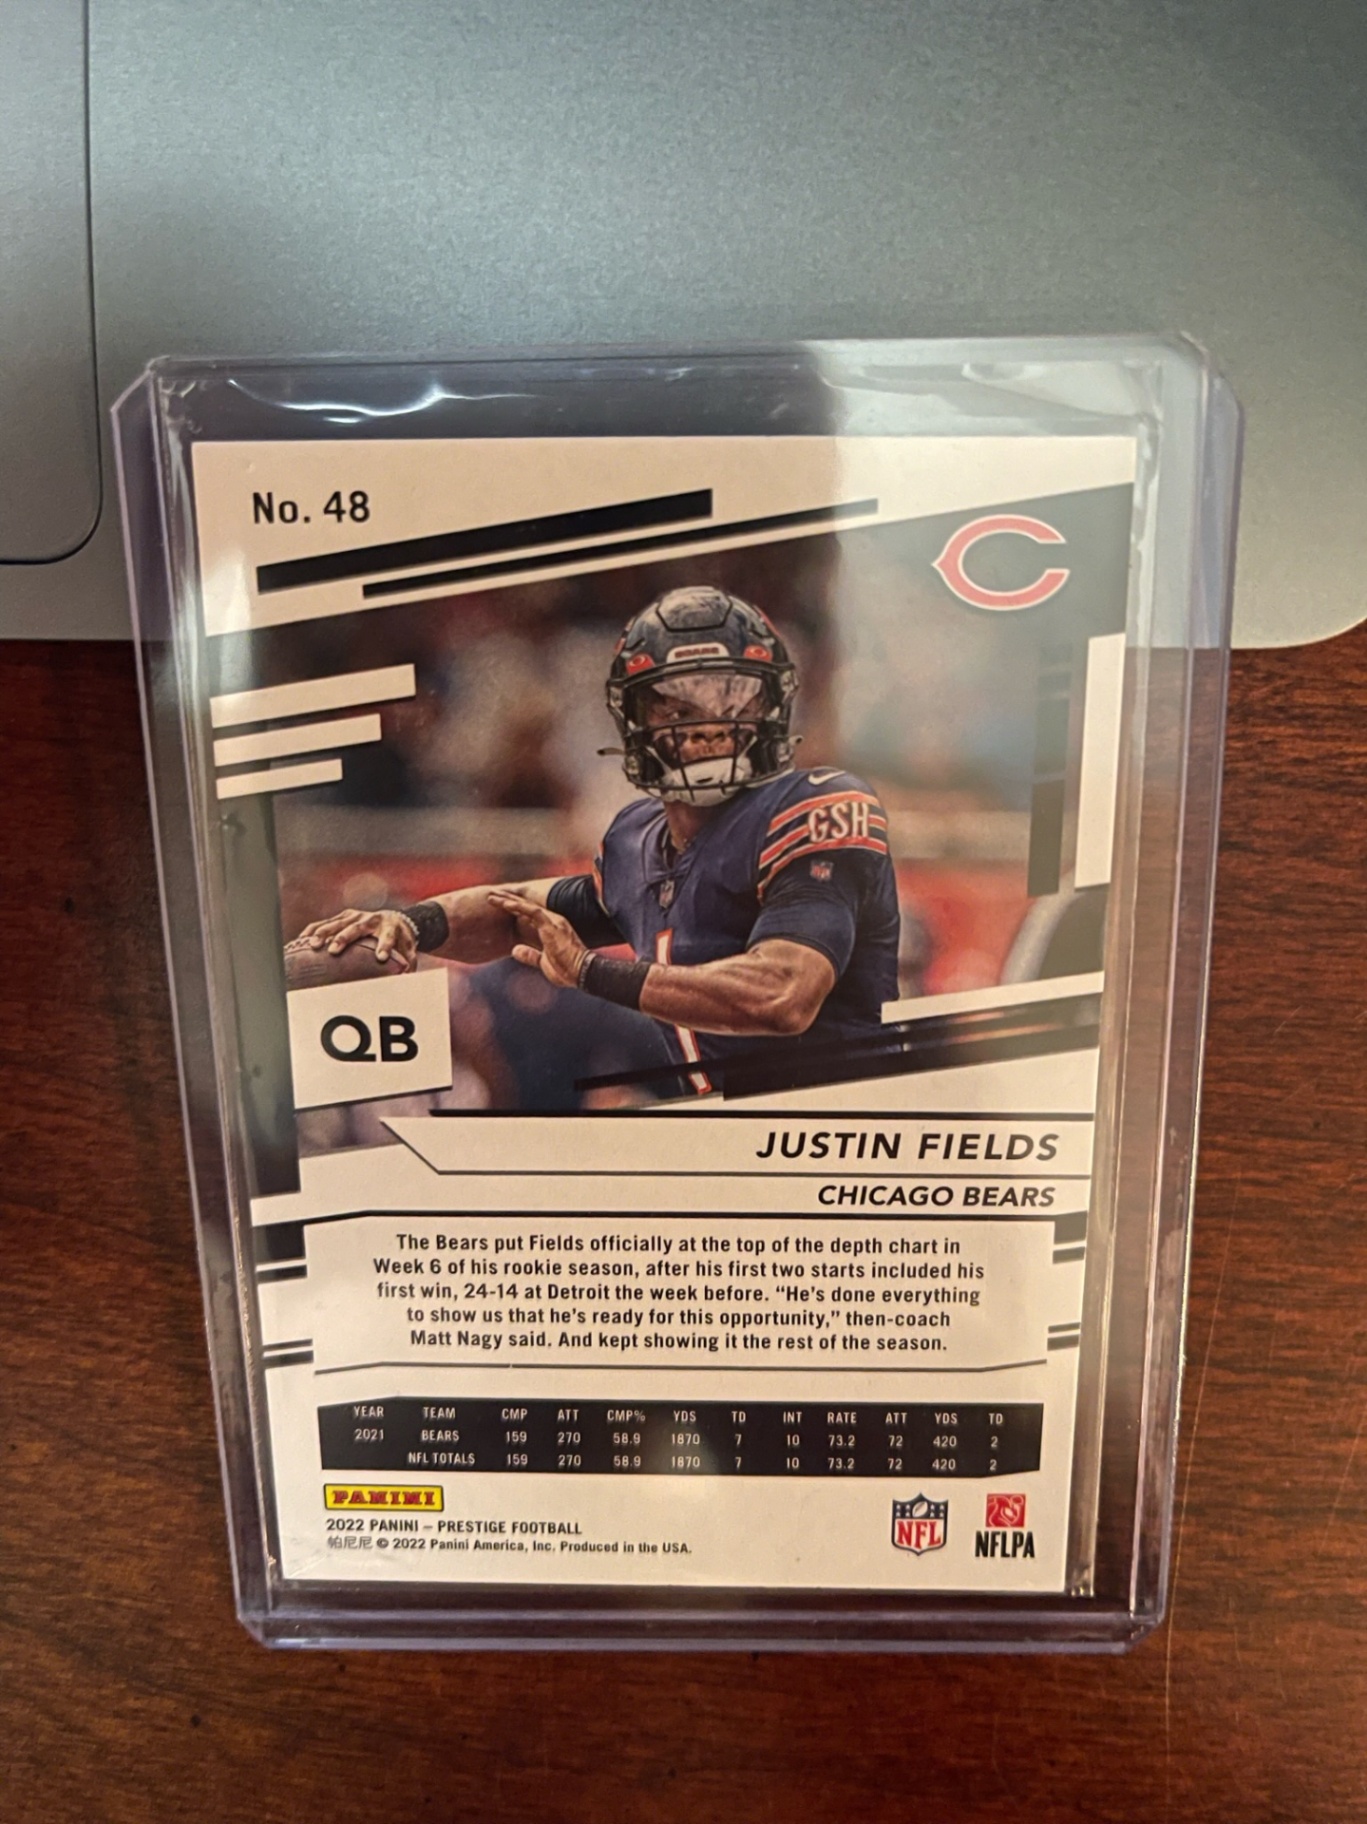 No. 48
BEARS
GSH
QB
JUSTIN FIELDS
CHICAGO BEARS
The Bears put Fields officially at the top of the depth chart in
Week 6 of his rookie season, after his first two starts included his
first win, 24-14 at Detroit the week before. “He’s done everything
to show us that he’s ready for this opportunity,” then-coach
Matt Nagy said. And kept showing it the rest of the season.
YEAR TEAM CMP ATT CMP% YDS TD INT RATE ATT YDS TD
2021 BEARS 159 270 58.9 1870 7 10 73.2 72 420 2
NFL TOTALS 159 270 58.9 1870 7 10 73.2 72 420 2
PANINI
2022 PANINI – PRESTIGE FOOTBALL
帕尼尼 © 2022 Panini America, Inc. Produced in the USA.
NFL
NFLPA